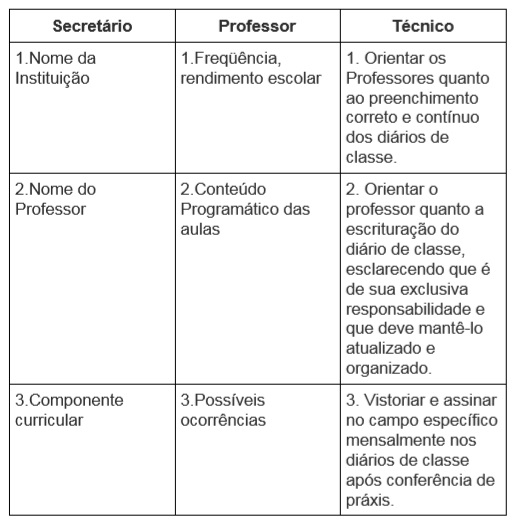 Secretário
Professor
Técnico
1.Nome da
Instituição
1.Freqüência,
rendimento escolar
1. Orientar os
Professores quanto
ao preenchimento
correto e contínuo
dos diários de
classe.
2.Nome do
Professor
2.Conteúdo
Programático das
aulas
2. Orientar o
professor quanto a
escrituração do
diário de classe,
esclarecendo que é
de sua exclusiva
responsabilidade e
que deve mantê-lo
atualizado e
organizado.
3.Componente
curricular
3.Possíveis
ocorrências
3. Vistoriar e assinar
no campo específico
mensalmente nos
diários de classe
após conferência de
práxis.